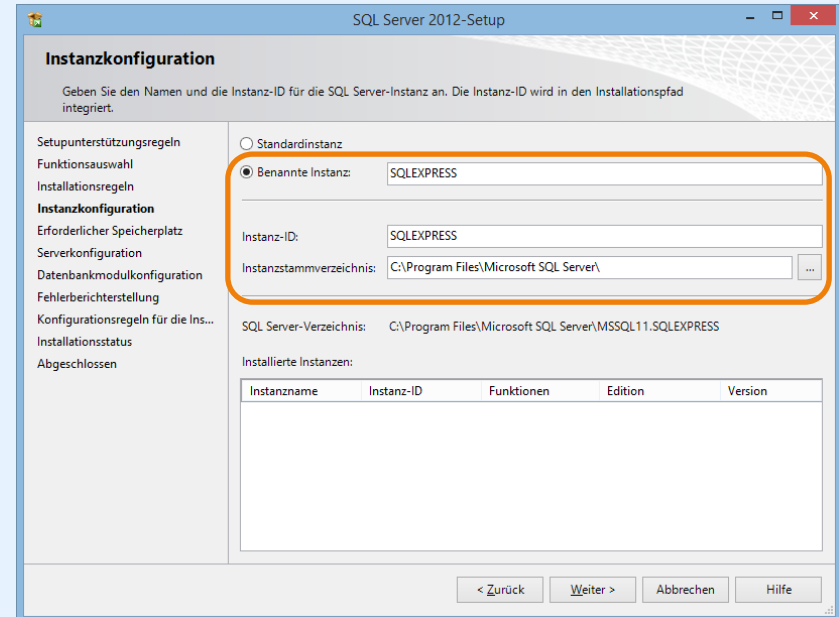 SQL Server 2012-Setup
Instanzkonfiguration
Geben Sie den Namen und die Instanz-ID für die SQL Server-Instanz an. Die Instanz-ID wird in den Installationspfad
integriert.
Setupunterstützungsregeln
Funktionsauswahl
Installationsregeln
Instanzkonfiguration
Erforderlicher Speicherplatz
Serverkonfiguration
Datenbankmodulkonfiguration
Fehlerberichterstellung
Konfigurationsregeln für die Ins...
Installationsstatus
Abgeschlossen
Standardinstanz
Benannte Instanz: SQLEXPRESS
Instanz-ID: SQLEXPRESS
Instanzstammverzeichnis: C:\Program Files\Microsoft SQL Server\ ...
SQL Server-Verzeichnis: C:\Program Files\Microsoft SQL Server\MSSQL11.SQLEXPRESS
Installierte Instanzen:
Instanzname Instanz-ID Funktionen Edition Version
< Zurück Weiter > Abbrechen Hilfe